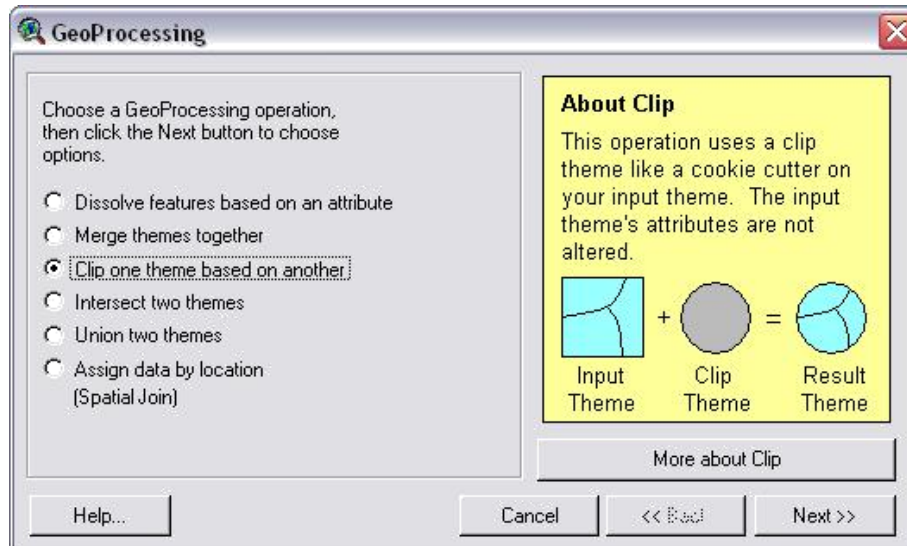 GeoProcessing
Choose a GeoProcessing operation,
then click the Next button to choose
options.
Dissolve features based on an attribute
Merge themes together
Clip one theme based on another
Intersect two themes
Union two themes
Assign data by location
(Spatial Join)
About Clip
This operation uses a clip
theme like a cookie cutter on
your input theme. The input
theme's attributes are not
altered.
+ =
Input Clip Result
Theme Theme Theme
More about Clip
Help... Cancel << Back Next >>